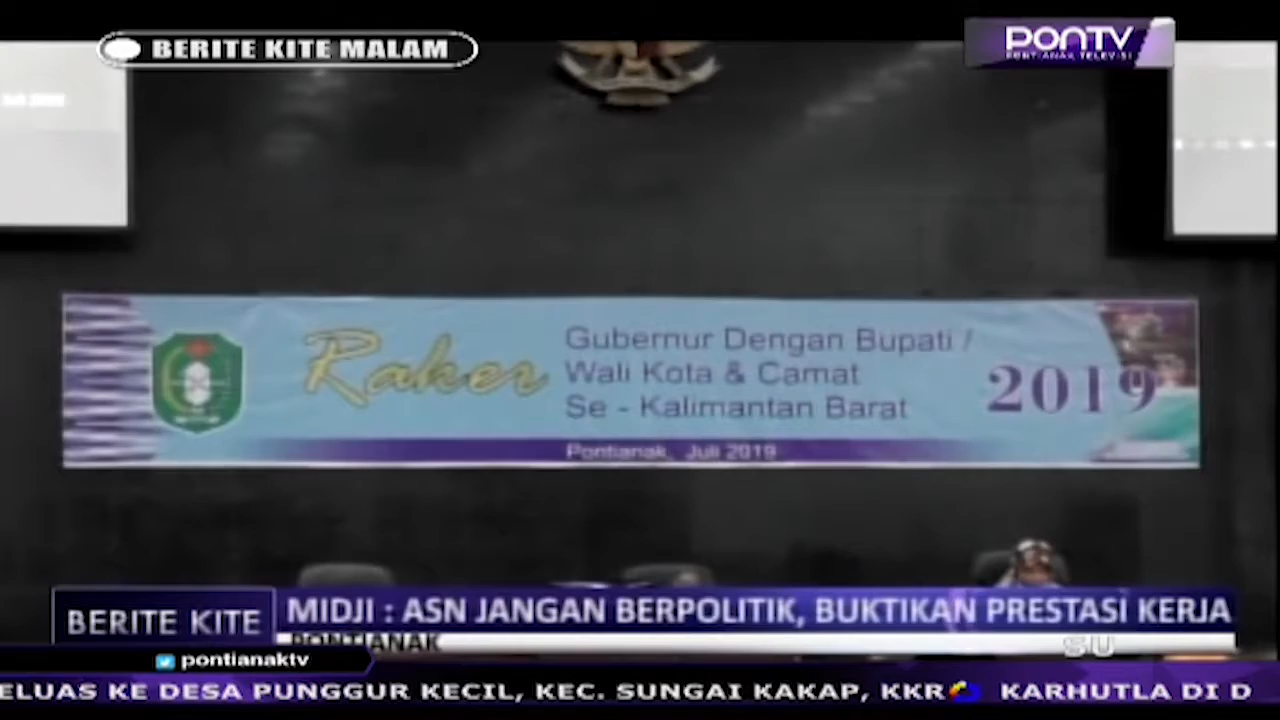 BERITE KITE MALAM
PONTV
PONTIANAK TELEVISI
Raker
Gubernur Dengan Bupati /
Wali Kota & Camat
Se - Kalimantan Barat
2019
Pontianak, Juli 2019
BERITE KITE
MIDJI : ASN JANGAN BERPOLITIK, BUKTIKAN PRESTASI KERJA
PONTIANAK
SU
pontianaktv
ELUAS KE DESA PUNGGUR KECIL, KEC. SUNGAI KAKAP, KKR KARHUTLA DI D